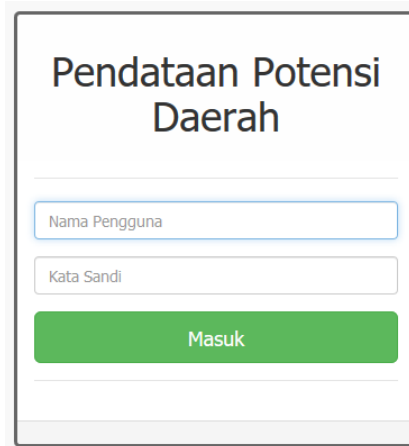 Pendataan Potensi
Daerah
Nama Pengguna
Kata Sandi
Masuk